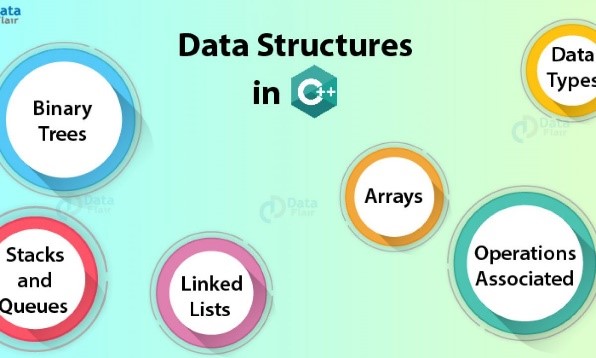 Data
Flair
Data Structures
in C++
Data
Types
Binary
Trees
Data
Flair
Data
Flair
Arrays
Data
Flair
Stacks
and
Queues
Linked
Lists
Operations
Associated